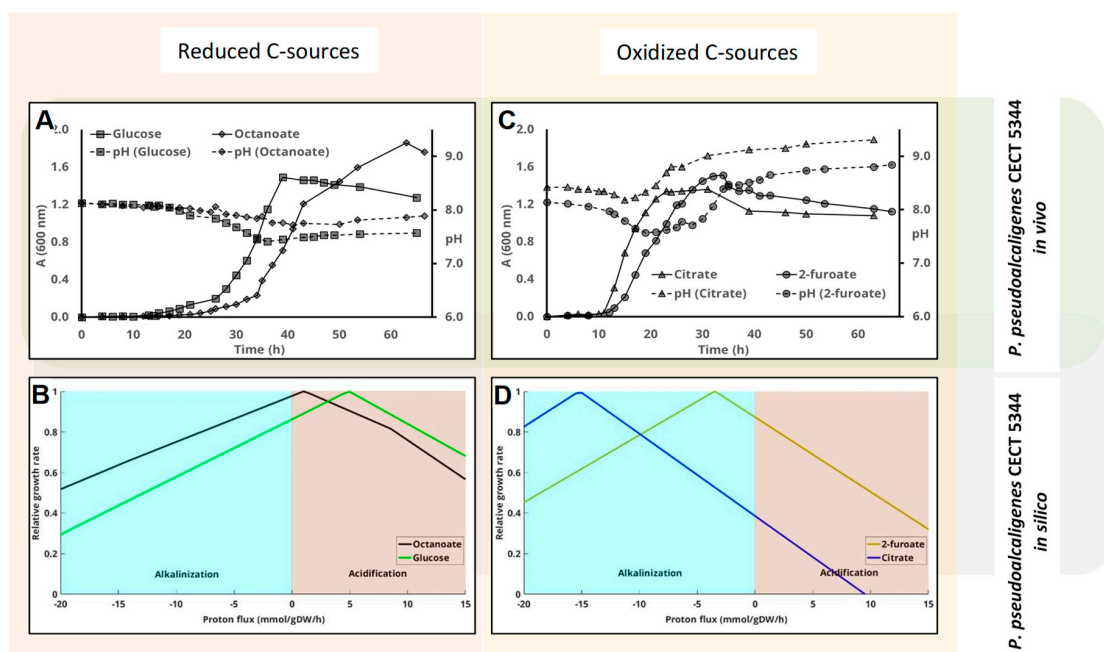 Reduced C-sources
Oxidized C-sources
A
2.0
1.6
1.2
0.8
0.4
0.0
A (600 nm)
Glucose
Octanoate
pH (Glucose)
pH (Octanoate)
9.0
8.0
pH
7.0
6.0
0 10 20 30 40 50 60
Time (h)
C
2.0
1.6
1.2
0.8
0.4
0.0
A (600 nm)
9.0
8.0
pH
7.0
6.0
Citrate
2-furoate
pH (Citrate)
pH (2-furoate)
0 10 20 30 40 50 60
Time (h)
P. pseudoalcaligenes CECT 5344
in vivo
B
1
0.8
0.6
0.4
0.2
0
Relative growth rate
Octanoate
Glucose
Alkalinization
Acidification
-20 -15 -10 -5 0 5 10 15
Proton flux (mmol/gDW/h)
D
1
0.8
0.6
0.4
0.2
0
Relative growth rate
2-furoate
Citrate
Alkalinization
Acidification
-20 -15 -10 -5 0 5 10 15
Proton flux (mmol/gDW/h)
P. pseudoalcaligenes CECT 5344
in silico